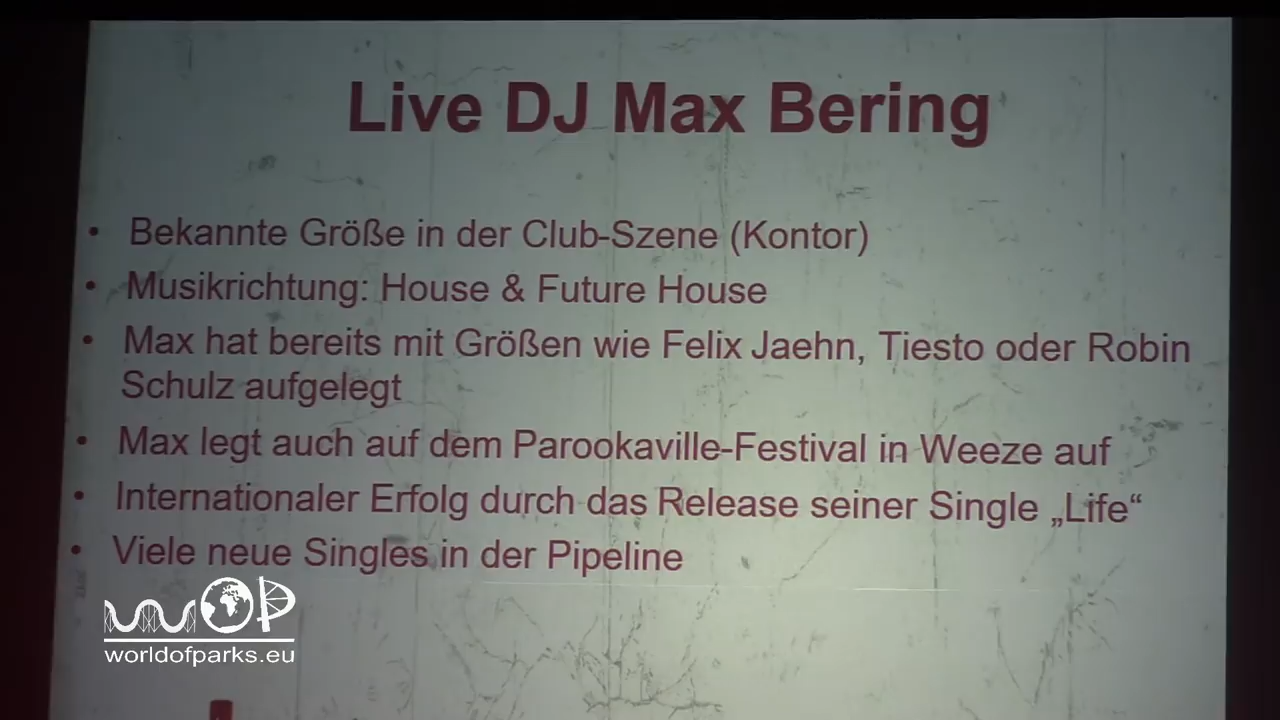 Live DJ Max Bering
• Bekannte Größe in der Club-Szene (Kontor)
• Musikrichtung: House & Future House
• Max hat bereits mit Größen wie Felix Jaehn, Tiesto oder Robin
Schulz aufgelegt
• Max legt auch auf dem Parookaville-Festival in Weeze auf
• Internationaler Erfolg durch das Release seiner Single „Life“
• Viele neue Singles in der Pipeline
WOP
worldofparks.eu